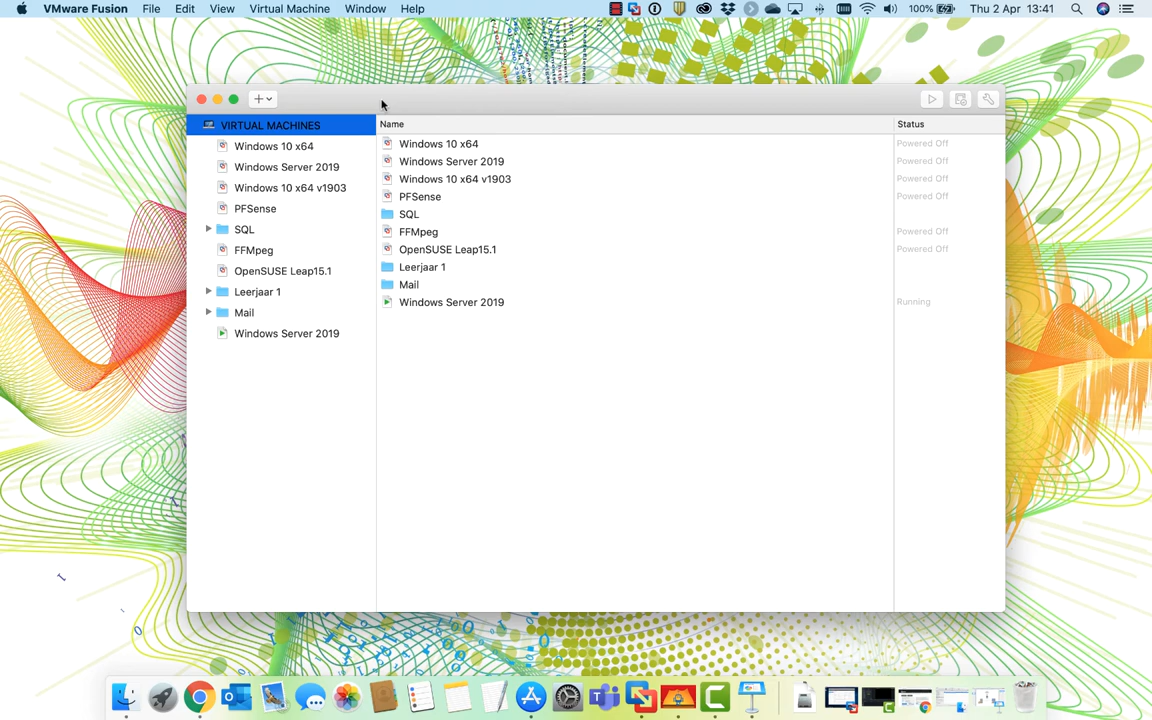 VMware Fusion File Edit View Virtual Machine Window Help 100% Thu 2 Apr 13:41
VIRTUAL MACHINES
Windows 10 x64
Windows Server 2019
Windows 10 x64 v1903
PFSense
SQL
FFMpeg
OpenSUSE Leap15.1
Leerjaar 1
Mail
Windows Server 2019
Name Status
Windows 10 x64 Powered Off
Windows Server 2019 Powered Off
Windows 10 x64 v1903 Powered Off
PFSense Powered Off
SQL
FFMpeg Powered Off
OpenSUSE Leap15.1 Powered Off
Leerjaar 1
Mail
Windows Server 2019 Running